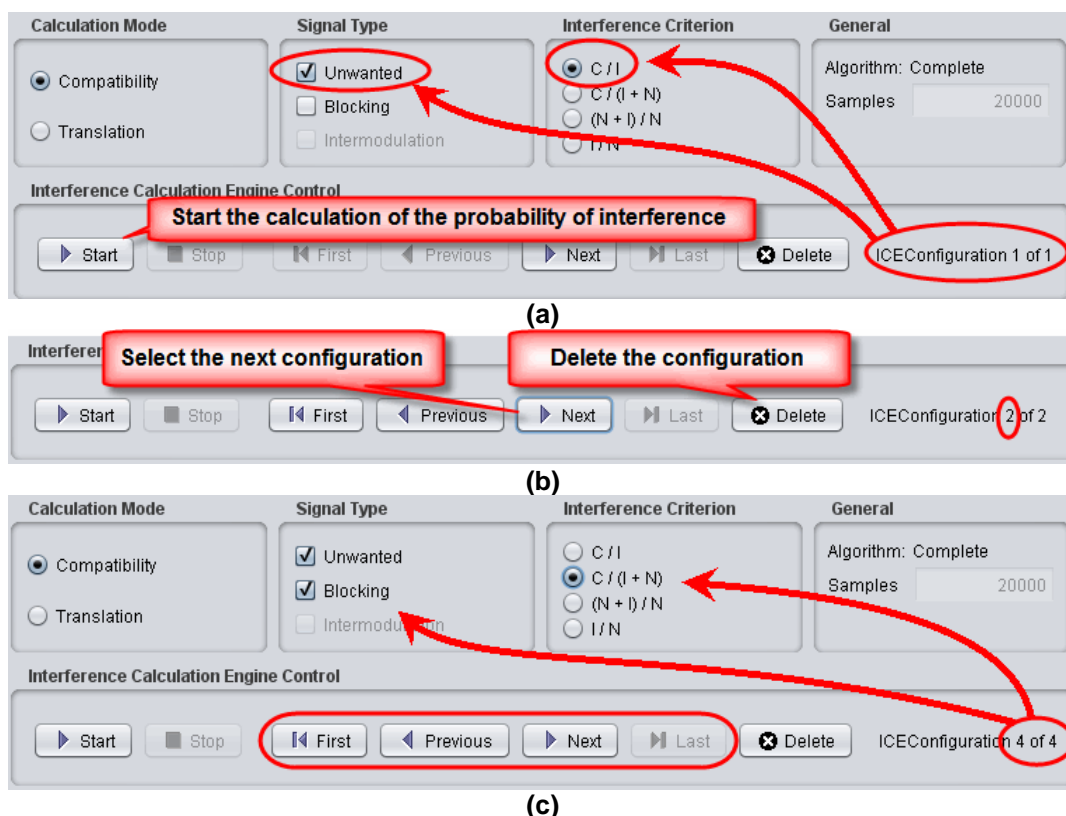 Calculation Mode
Signal Type
Interference Criterion
General
Compatibility
Translation
Unwanted
Blocking
Intermodulation
C / I
C / (I + N)
(N + I) / N
I / N
Algorithm: Complete
Samples 20000
Interference Calculation Engine Control
Start the calculation of the probability of interference
Start Stop First Previous Next Last Delete ICEConfiguration 1 of 1
(a)
Interferen
Select the next configuration
Delete the configuration
Start Stop First Previous Next Last Delete ICEConfiguration 2 of 2
(b)
Calculation Mode
Signal Type
Interference Criterion
General
Compatibility
Translation
Unwanted
Blocking
Intermodulation
C / I
C / (I + N)
(N + I) / N
I / N
Algorithm: Complete
Samples 20000
Interference Calculation Engine Control
Start Stop First Previous Next Last Delete ICEConfiguration 4 of 4
(c)